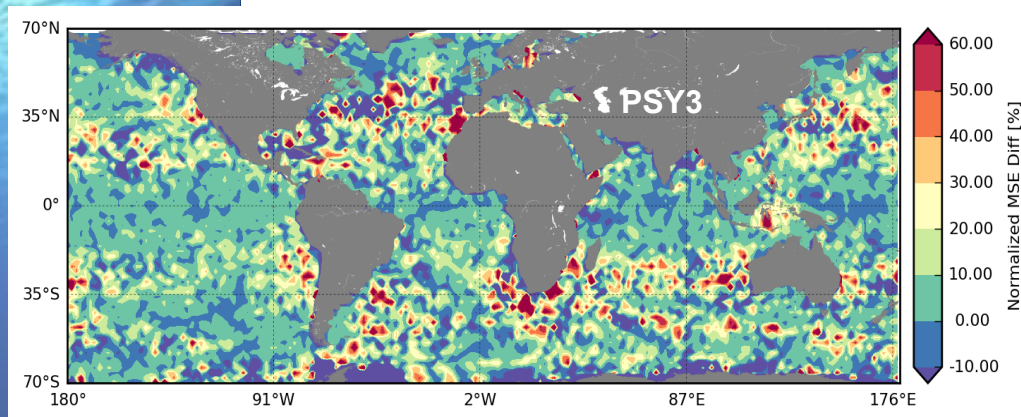 70°N
35°N
0°
35°S
70°S
180°
91°W
2°W
87°E
176°E
PSY3
60.00
50.00
40.00
30.00
20.00
10.00
0.00
-10.00
Normalized MSE Diff [%]